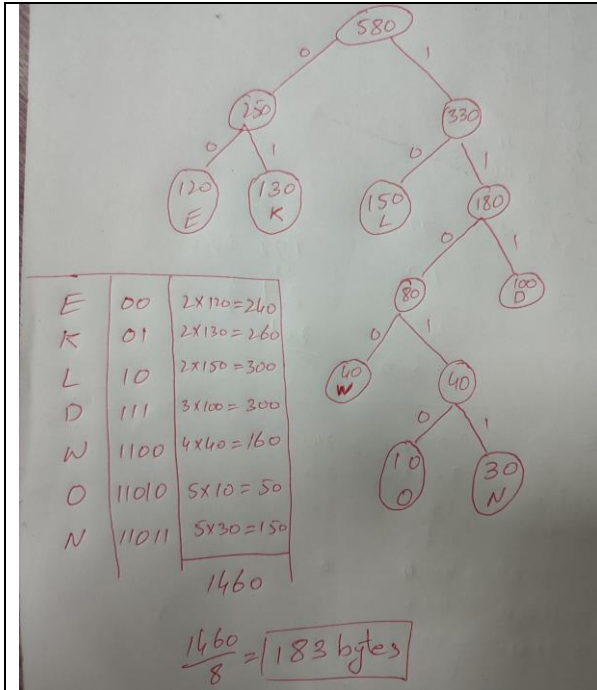 580
0 1
250 330
0 1 0 1
120 E 130 K 150 L 180
0 1
80 100 D
0 1
40 W 40
0 1
10 O 30 N
E 00 2x120=240
K 01 2x130=260
L 10 2x150=300
D 111 3x100=300
W 1100 4x40=160
O 11010 5x10=50
N 11011 5x30=150
1460
1460/8 = 183 bytes